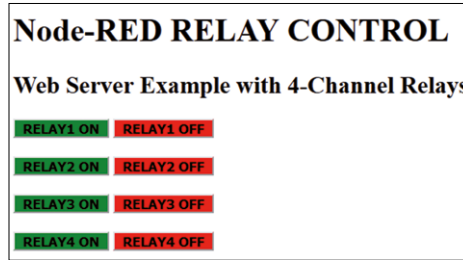 Node-RED RELAY CONTROL
Web Server Example with 4-Channel Relays
RELAY1 ON RELAY1 OFF
RELAY2 ON RELAY2 OFF
RELAY3 ON RELAY3 OFF
RELAY4 ON RELAY4 OFF